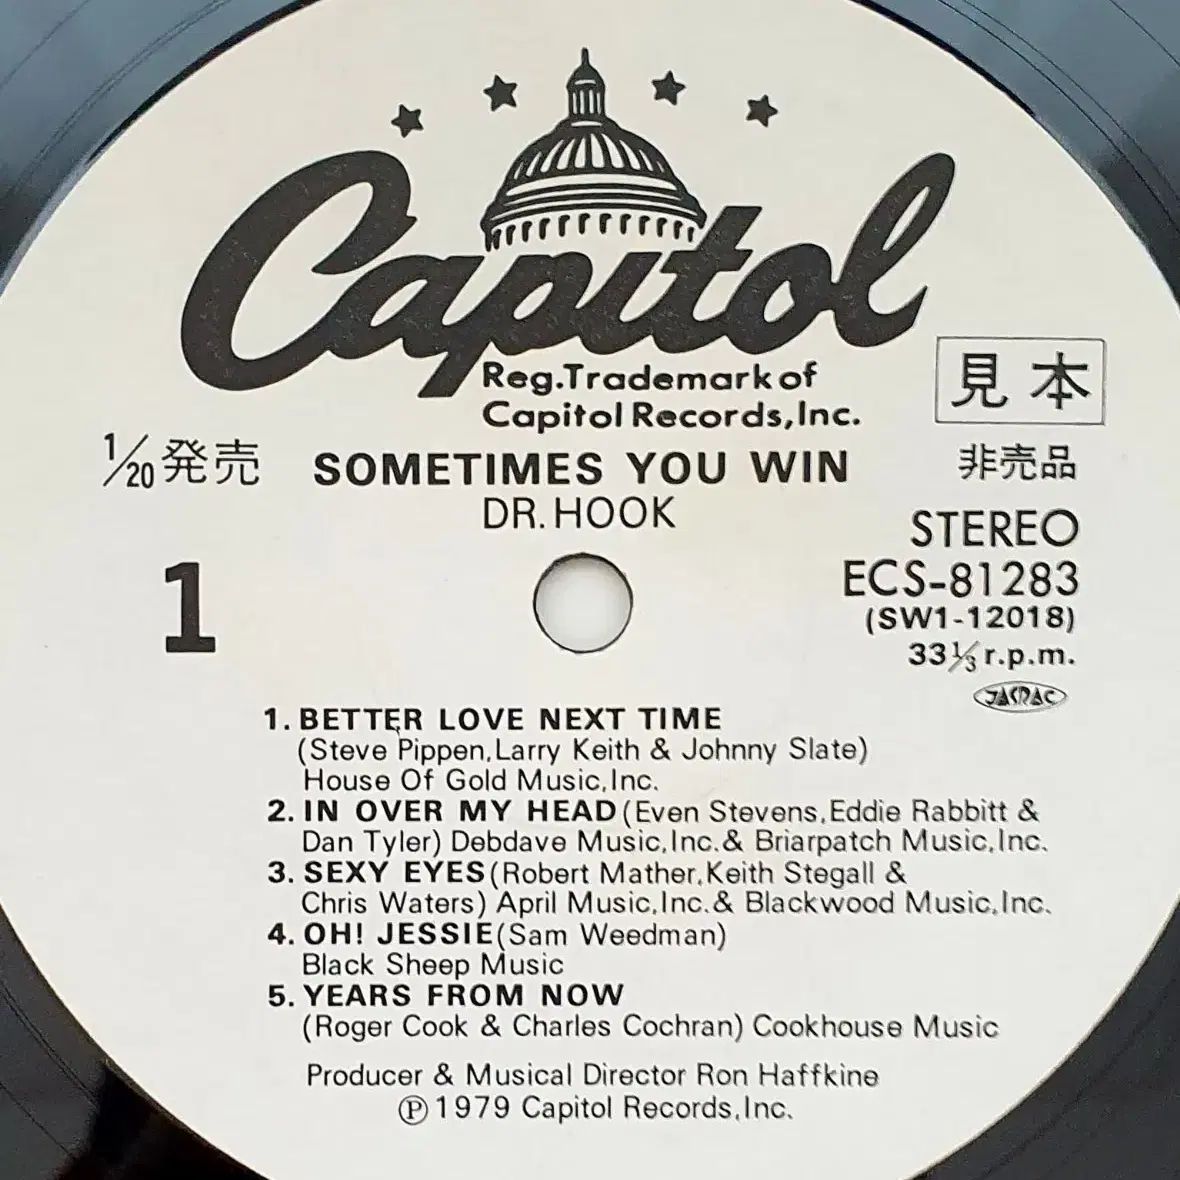 Capitol
Reg.Trademark of
Capitol Records,Inc.
見本
1/20発売
SOMETIMES YOU WIN
非売品
DR. HOOK
STEREO
ECS-81283
(SW1-12018)
33⅓ r.p.m.
JASRAC
1
1. BETTER LOVE NEXT TIME
(Steve Pippen,Larry Keith & Johnny Slate)
House Of Gold Music,Inc.
2. IN OVER MY HEAD (Even Stevens,Eddie Rabbitt &
Dan Tyler) Debdave Music,Inc.& Briarpatch Music,Inc.
3. SEXY EYES (Robert Mather,Keith Stegall &
Chris Waters) April Music,Inc.& Blackwood Music,Inc.
4. OH! JESSIE (Sam Weedman)
Black Sheep Music
5. YEARS FROM NOW
(Roger Cook & Charles Cochran) Cookhouse Music
Producer & Musical Director Ron Haffkine
℗1979 Capitol Records,Inc.